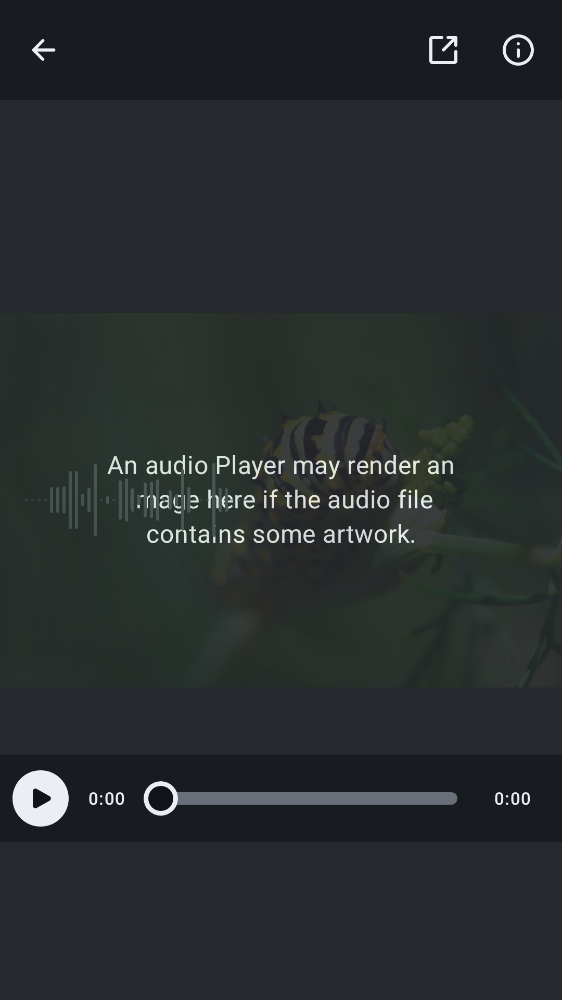 An audio Player may render an
image here if the audio file
contains some artwork.
0:00
0:00